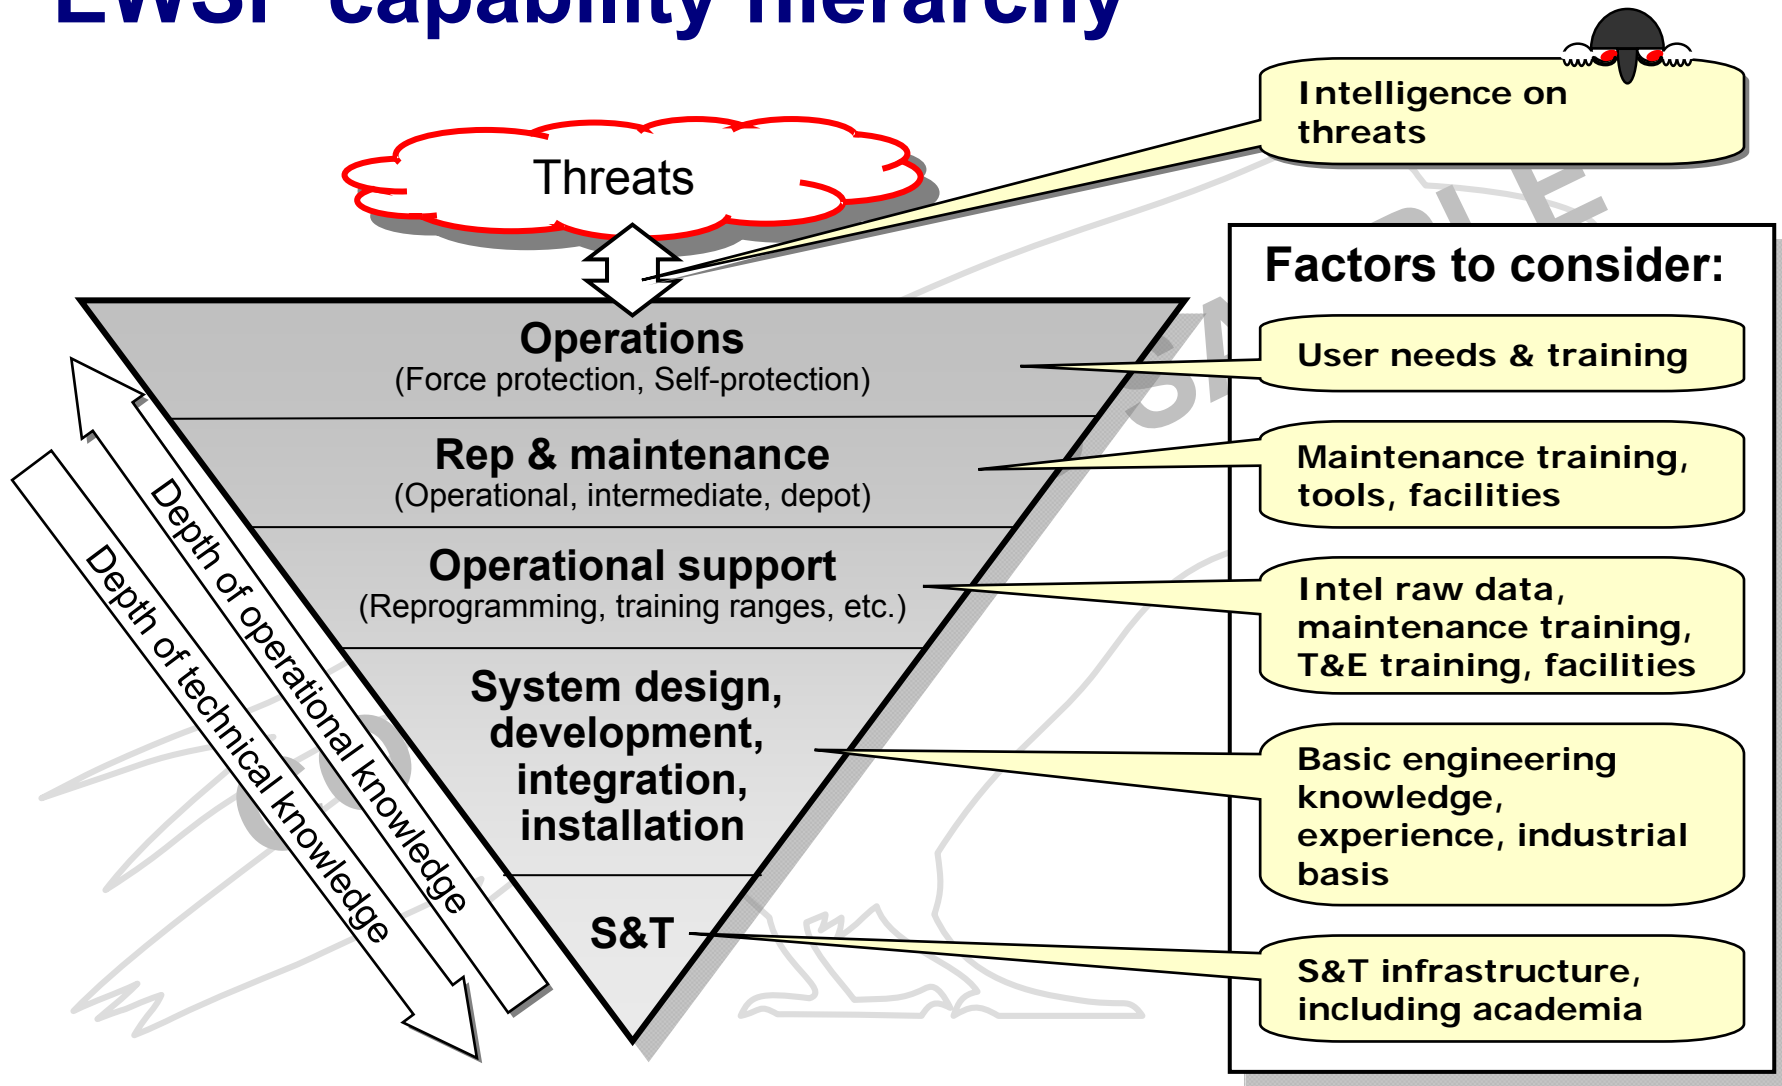 EWSP capability hierarchy
Intelligence on
threats
Threats
Factors to consider:
Operations
(Force protection, Self-protection)
User needs & training
Rep & maintenance
(Operational, intermediate, depot)
Maintenance training,
tools, facilities
Operational support
(Reprogramming, training ranges, etc.)
Intel raw data,
maintenance training,
T&E training, facilities
System design,
development,
integration,
installation
Basic engineering
knowledge,
experience, industrial
basis
S&T
S&T infrastructure,
including academia
Depth of operational knowledge
Depth of technical knowledge